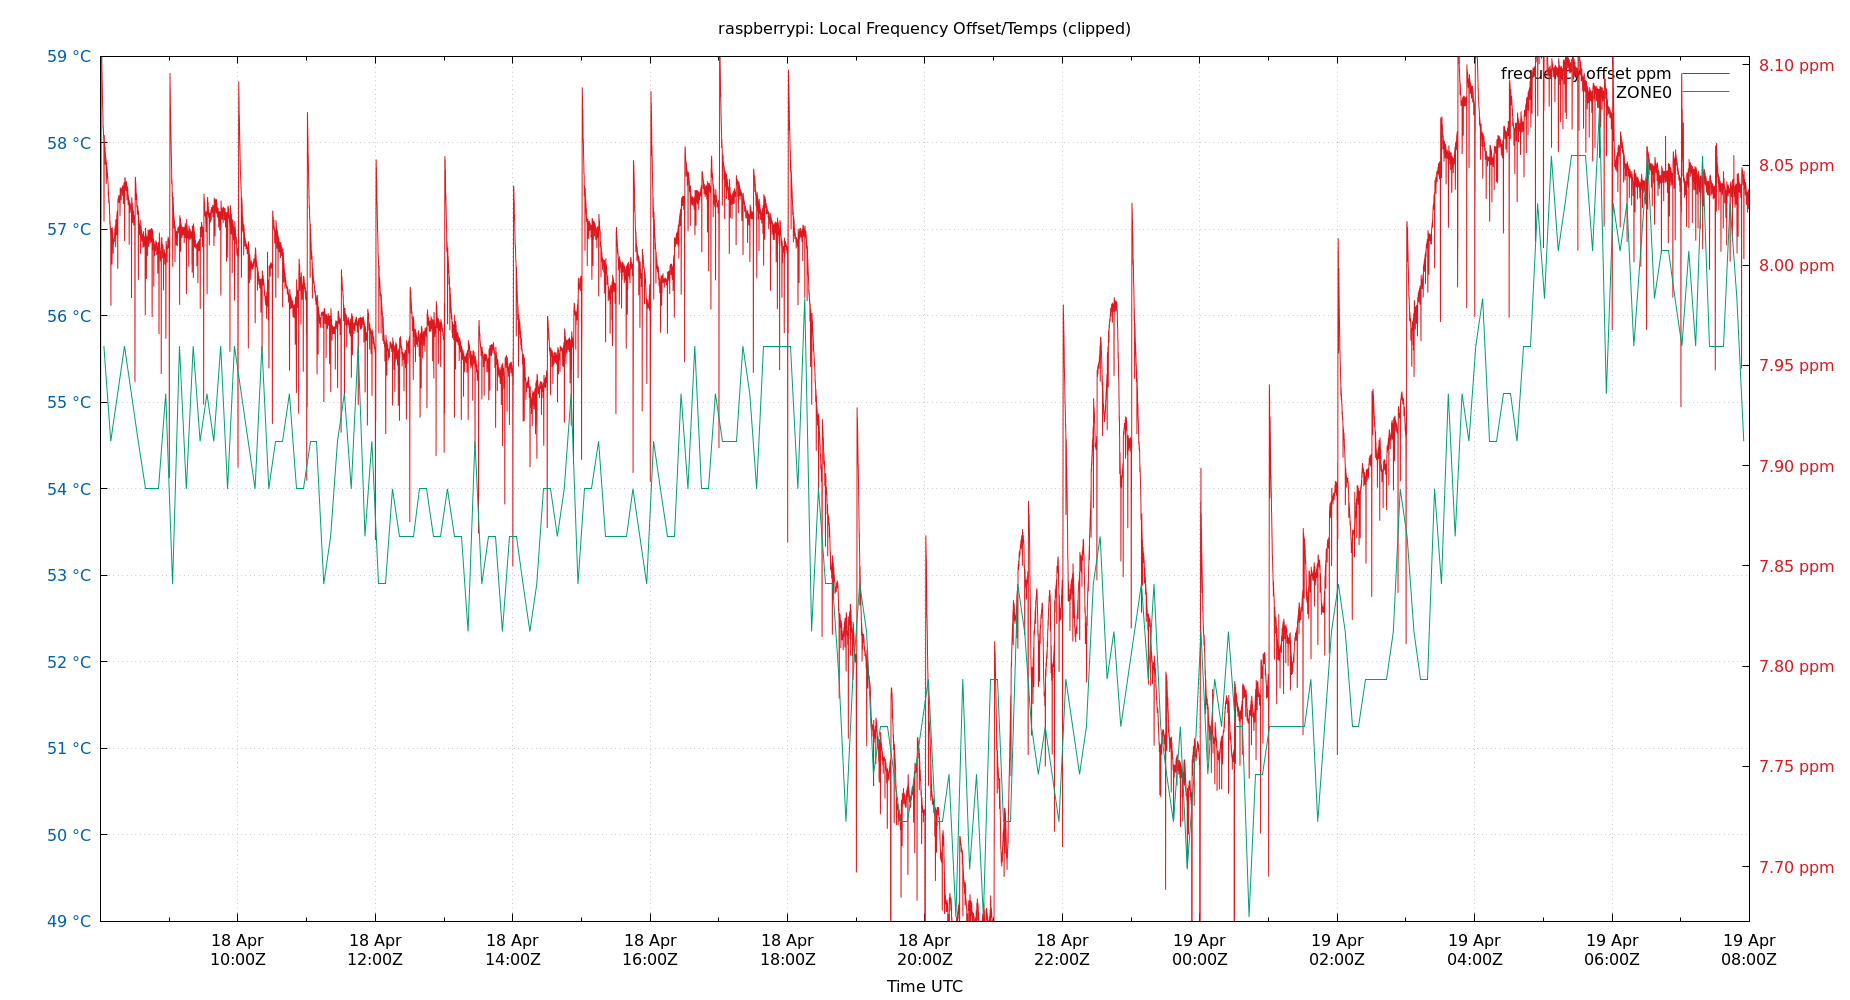 raspberrypi: Local Frequency Offset/Temps (clipped)
59 °C
58 °C
57 °C
56 °C
55 °C
54 °C
53 °C
52 °C
51 °C
50 °C
49 °C
frequency offset ppm
ZONE0
8.10 ppm
8.05 ppm
8.00 ppm
7.95 ppm
7.90 ppm
7.85 ppm
7.80 ppm
7.75 ppm
7.70 ppm
18 Apr 18 Apr 18 Apr 18 Apr 18 Apr 18 Apr 18 Apr 19 Apr 19 Apr 19 Apr 19 Apr 19 Apr
10:00Z 12:00Z 14:00Z 16:00Z 18:00Z 20:00Z 22:00Z 00:00Z 02:00Z 04:00Z 06:00Z 08:00Z
Time UTC